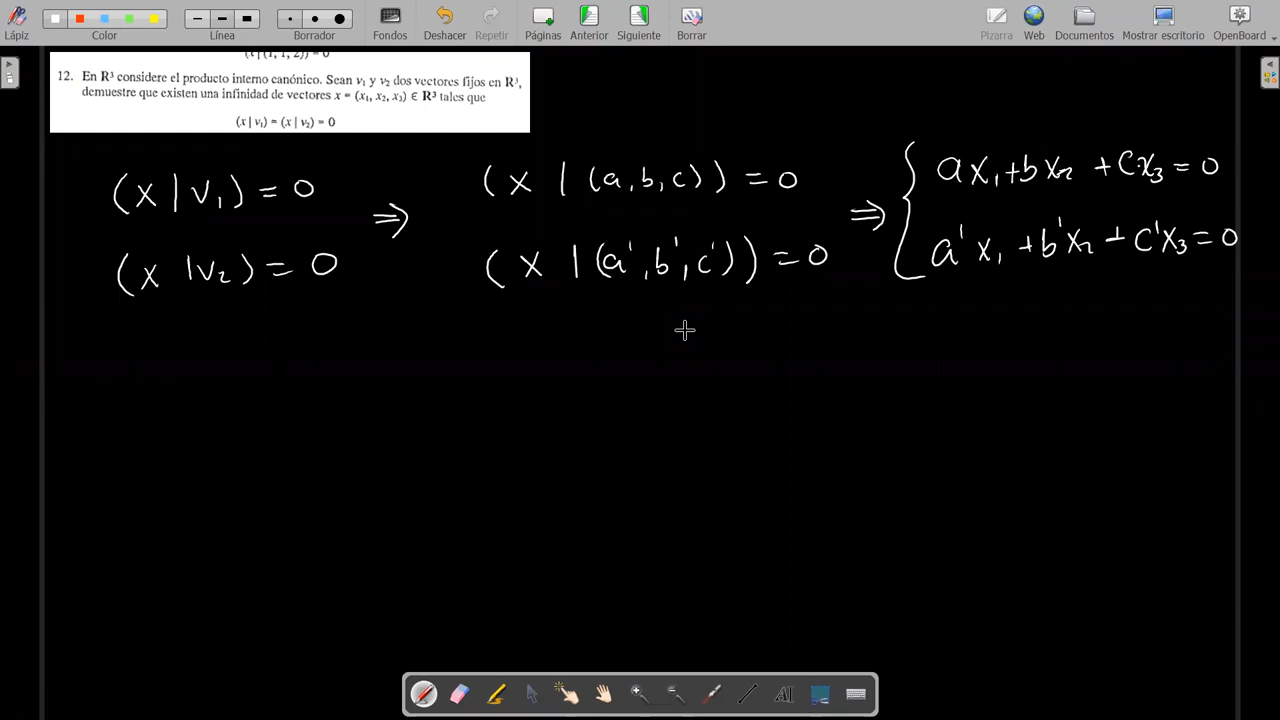 Lápiz
Color
Línea
Borrador
Fondos
Deshacer
Repetir
Páginas
Anterior
Siguiente
Borrar
Pizarra
Web
Documentos
Mostrar escritorio
OpenBoard
12. En R³ considere el producto interno canónico. Sean v₁ y v₂ dos vectores fijos en R³,
demuestre que existen una infinidad de vectores x = (x₁, x₂, x₃) ∈ R³ tales que
(x | v₁) = (x | v₂) = 0
(x | v₁) = 0 ⇒ (x | (a, b, c)) = 0 ⇒ { ax₁ + bx₂ + cx₃ = 0
(x | v₂) = 0 (x | (a', b', c')) = 0 a'x₁ + b'x₂ + c'x₃ = 0